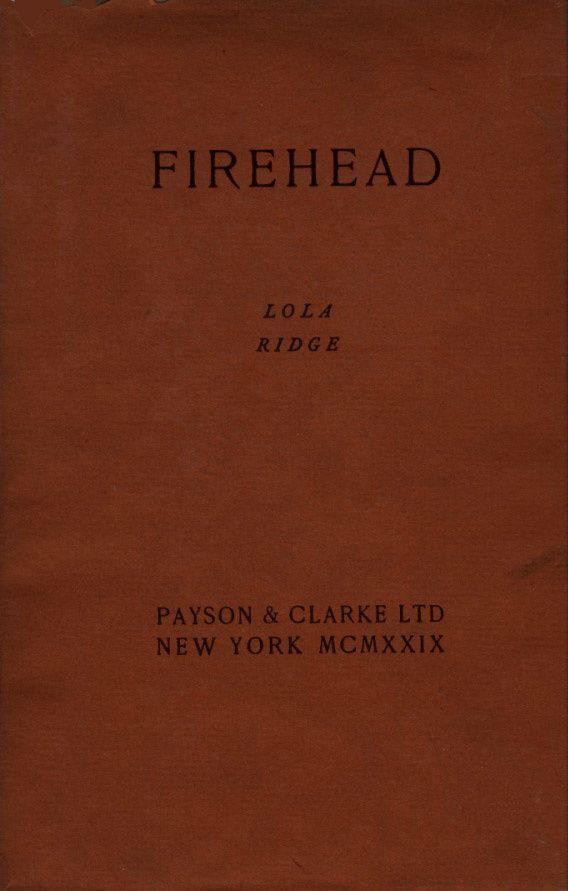 FIREHEAD
LOLA
RIDGE
PAYSON & CLARKE LTD
NEW YORK MCMXXIX